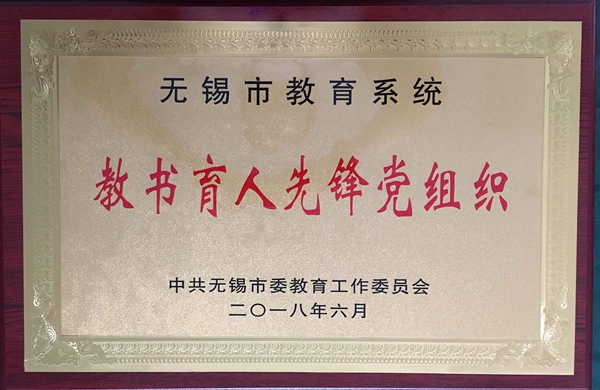 无锡市教育系统
教书育人先锋党组织
中共无锡市委教育工作委员会
二〇一八年六月